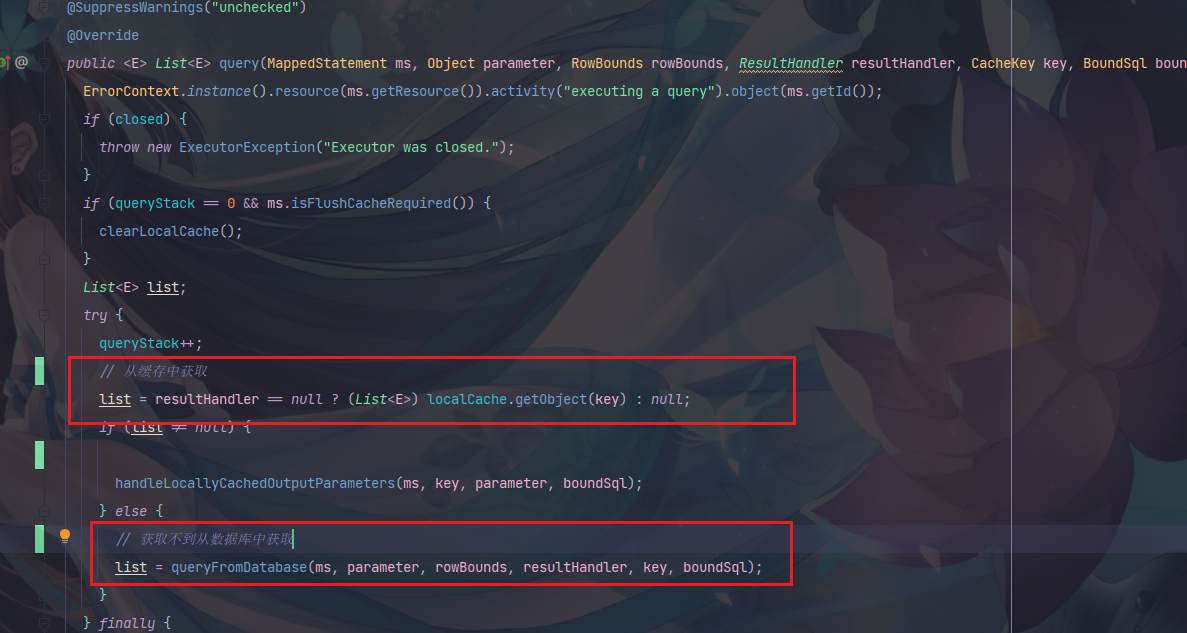 @SuppressWarnings("unchecked")
@Override
public <E> List<E> query(MappedStatement ms, Object parameter, RowBounds rowBounds, ResultHandler resultHandler, CacheKey key, BoundSql boun
ErrorContext.instance().resource(ms.getResource()).activity("executing a query").object(ms.getId());
if (closed) {
throw new ExecutorException("Executor was closed.");
}
if (queryStack == 0 && ms.isFlushCacheRequired()) {
clearLocalCache();
}
List<E> list;
try {
queryStack++;
// 从缓存中获取
list = resultHandler == null ? (List<E>) localCache.getObject(key) : null;
if (list != null) {
handleLocallyCachedOutputParameters(ms, key, parameter, boundSql);
} else {
// 获取不到从数据库中获取
list = queryFromDatabase(ms, parameter, rowBounds, resultHandler, key, boundSql);
}
} finally {